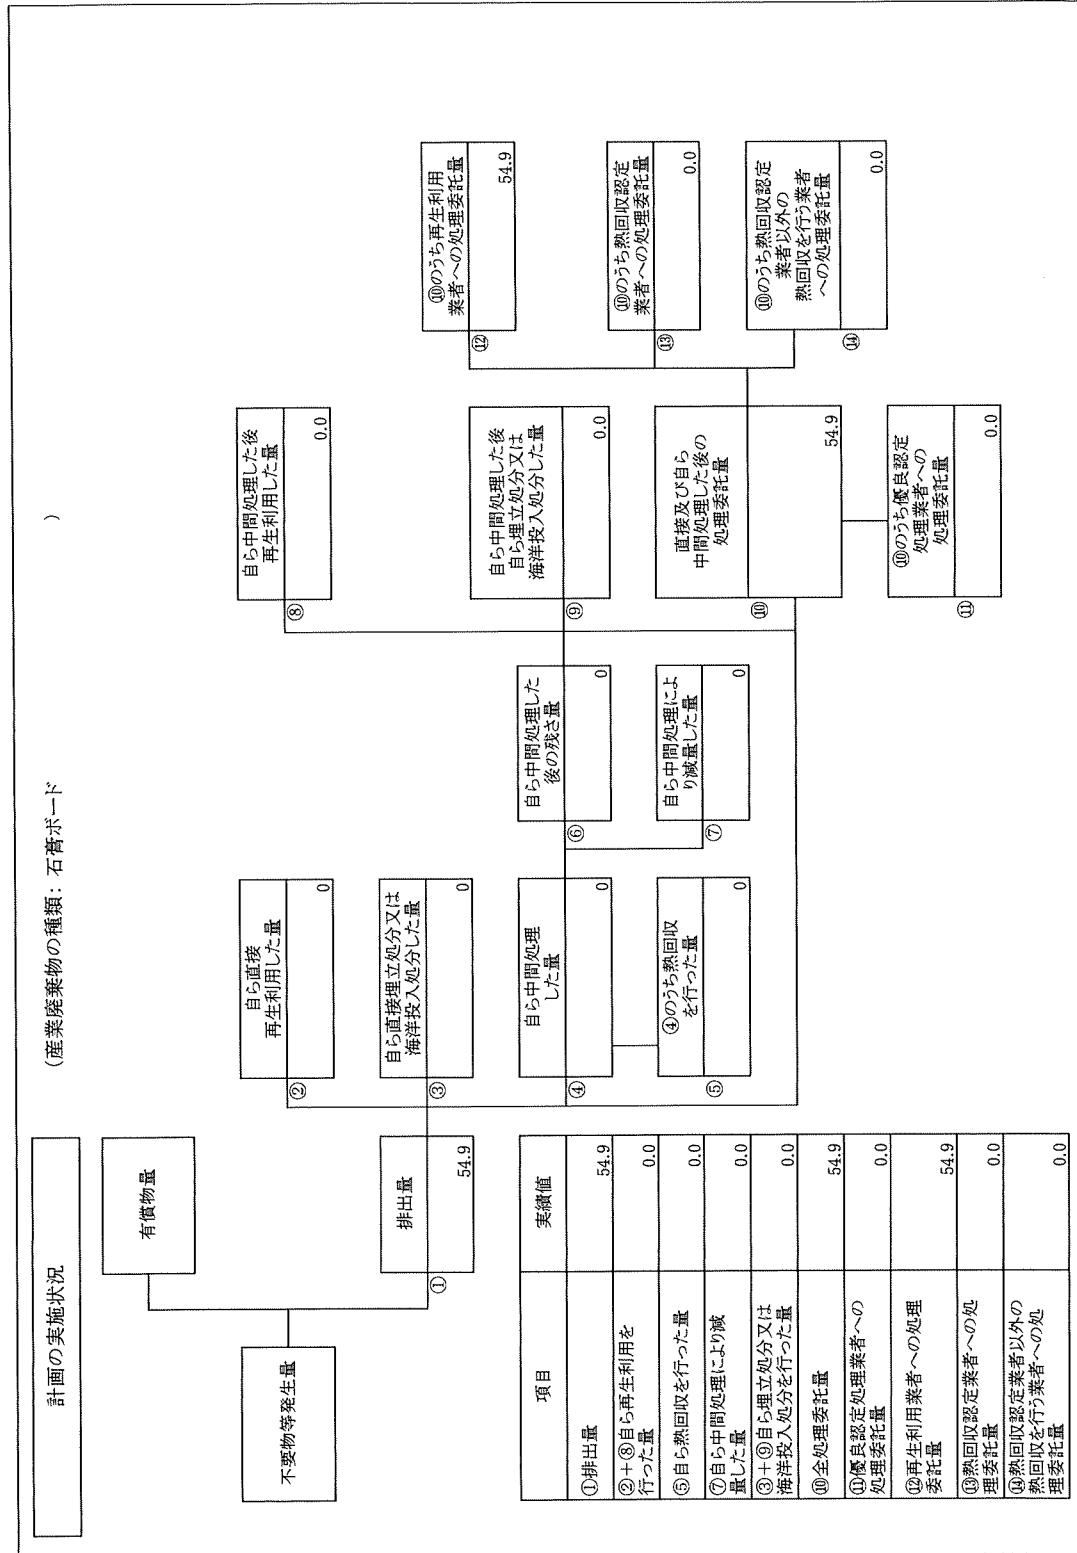 計画の実施状況
(産業廃棄物の種類: 石膏ボード
)
不要物等発生量
有償物量
①
排出量
54.9
②
自ら直接
再生利用した量
0
③
自ら直接埋立処分又は
海洋投入処分した量
0
④
自ら中間処理
した量
0
⑤
④のうち熱回収
を行った量
0
⑥
自ら中間処理した
後の残さ量
0
⑦
自ら中間処理によ
り減量した量
0
⑧
自ら中間処理した後
再生利用した量
0.0
⑨
自ら中間処理した後
自ら埋立処分又は
海洋投入処分した量
0.0
⑩
直接及び自ら
中間処理した後の
処理委託量
54.9
⑪
⑩のうち優良認定
処理業者への
処理委託量
0.0
⑫
⑩のうち再生利用
業者への処理委託量
54.9
⑬
⑩のうち熱回収認定
業者への処理委託量
0.0
⑭
⑩のうち熱回収認定
業者以外の
熱回収を行う業者
への処理委託量
0.0
項目 実績値
①排出量 54.9
②+⑧自ら再生利用を
行った量 0.0
⑤自ら熱回収を行った量 0.0
⑦自ら中間処理により減
量した量 0.0
③+⑨自ら埋立処分又は
海洋投入処分を行った量 0.0
⑩全処理委託量 54.9
⑪優良認定処理業者への
処理委託量 0.0
⑫再生利用業者への処理
委託量 54.9
⑬熱回収認定業者への処
理委託量 0.0
⑭熱回収認定業者以外の
熱回収を行う業者への処
理委託量 0.0